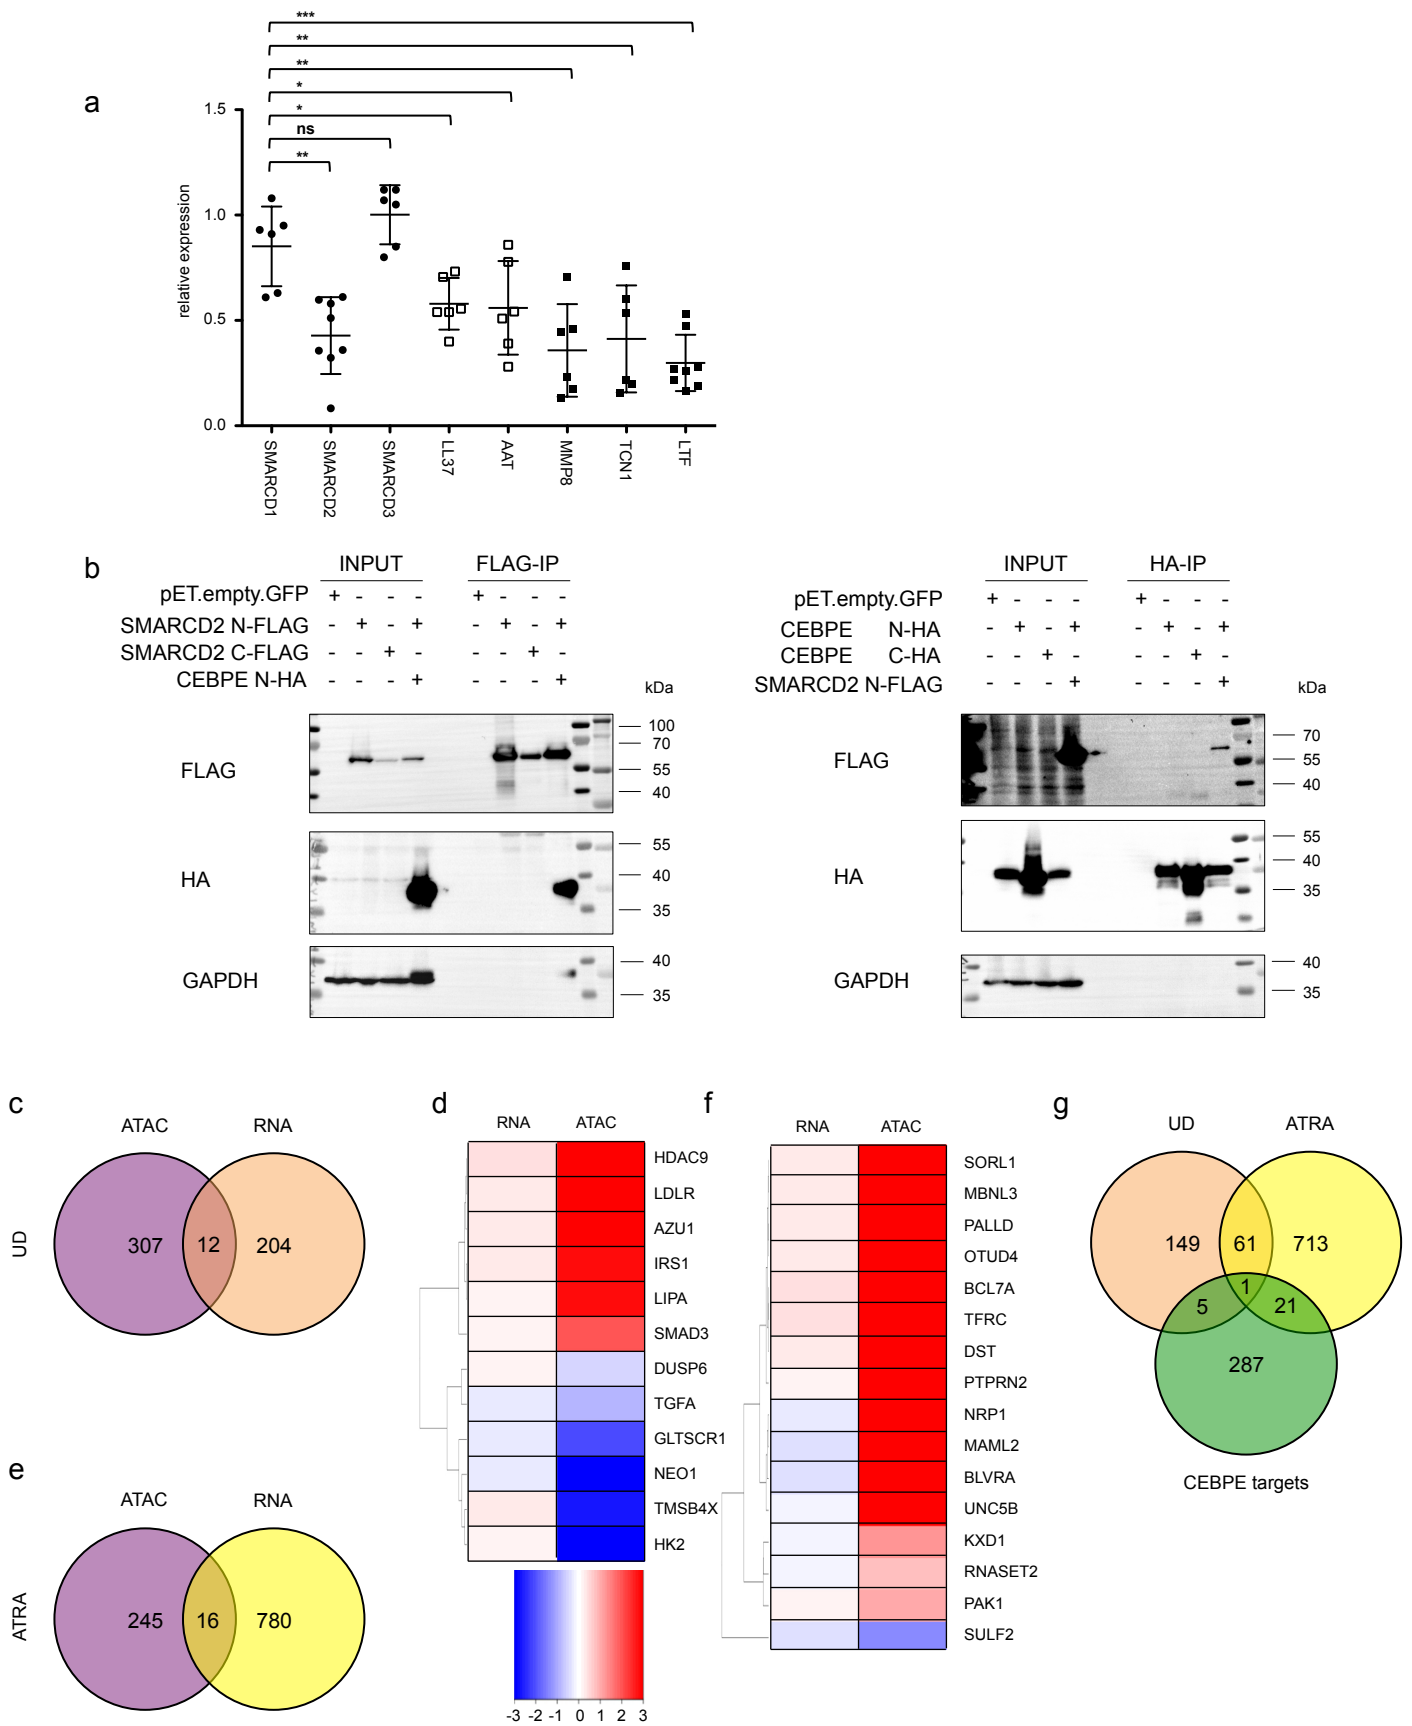 a
***
**
**
*
*
ns
**
relative expression
1.5
1.0
0.5
0.0
SMARCD1
SMARCD2
SMARCD3
LL37
AAT
MMP8
TCN1
LTF
b
INPUT FLAG-IP
pET.empty.GFP + - - - + - - -
SMARCD2 N-FLAG - + - + - + - +
SMARCD2 C-FLAG - - + - - - + -
CEBPE N-HA - - - + - - - +
kDa
FLAG
100
70
55
40
HA
55
40
35
GAPDH
40
35
INPUT HA-IP
pET.empty.GFP + - - - + - - -
CEBPE N-HA - + - + - + - +
CEBPE C-HA - - + - - - + -
SMARCD2 N-FLAG - - - + - - - +
kDa
FLAG
70
55
40
HA
55
40
35
GAPDH
40
35
c
ATAC RNA
UD
307 12 204
d
RNA ATAC
HDAC9
LDLR
AZU1
IRS1
LIPA
SMAD3
DUSP6
TGFA
GLTSCR1
NEO1
TMSB4X
HK2
-3 -2 -1 0 1 2 3
e
ATAC RNA
ATRA
245 16 780
f
RNA ATAC
SORL1
MBNL3
PALLD
OTUD4
BCL7A
TFRC
DST
PTPRN2
NRP1
MAML2
BLVRA
UNC5B
KXD1
RNASET2
PAK1
SULF2
g
UD ATRA
149 61 713
1
5 21
287
CEBPE targets